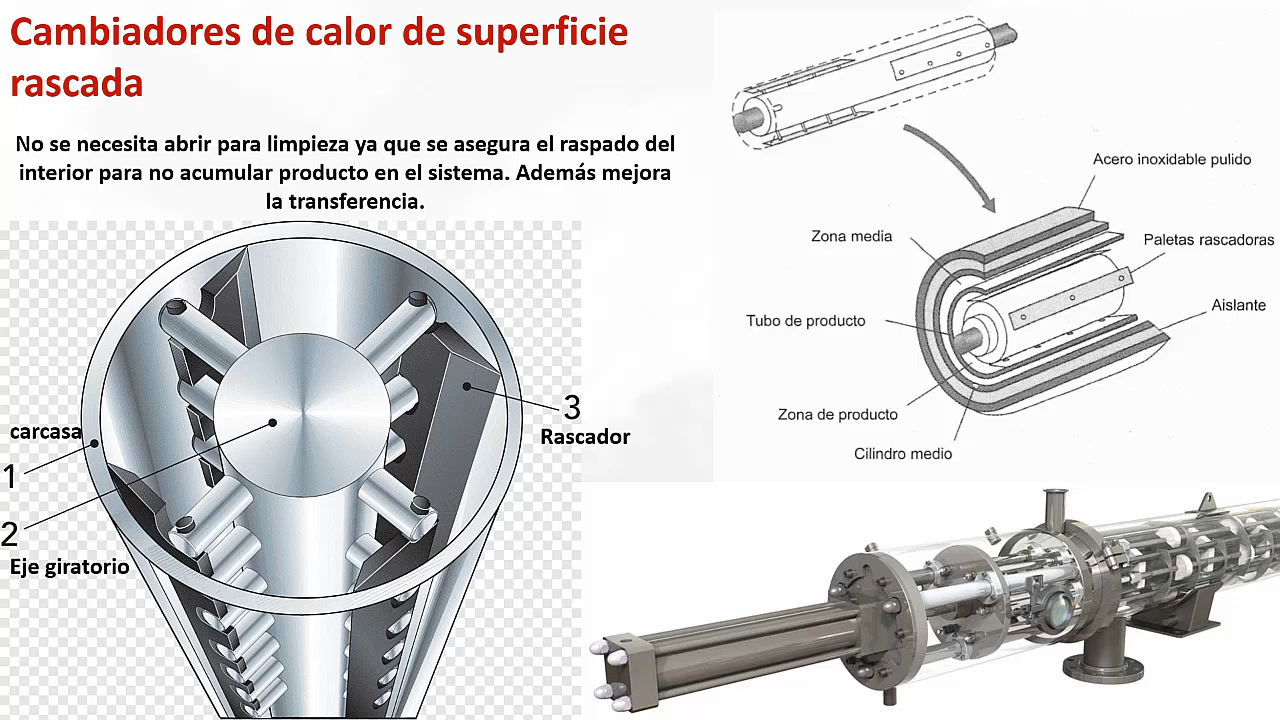 Cambiadores de calor de superficie
rascada
No se necesita abrir para limpieza ya que se asegura el raspado del
interior para no acumular producto en el sistema. Además mejora
la transferencia.
carcasa
1
2
Eje giratorio
3
Rascador
Acero inoxidable pulido
Zona media
Paletas rascadoras
Aislante
Tubo de producto
Zona de producto
Cilindro medio